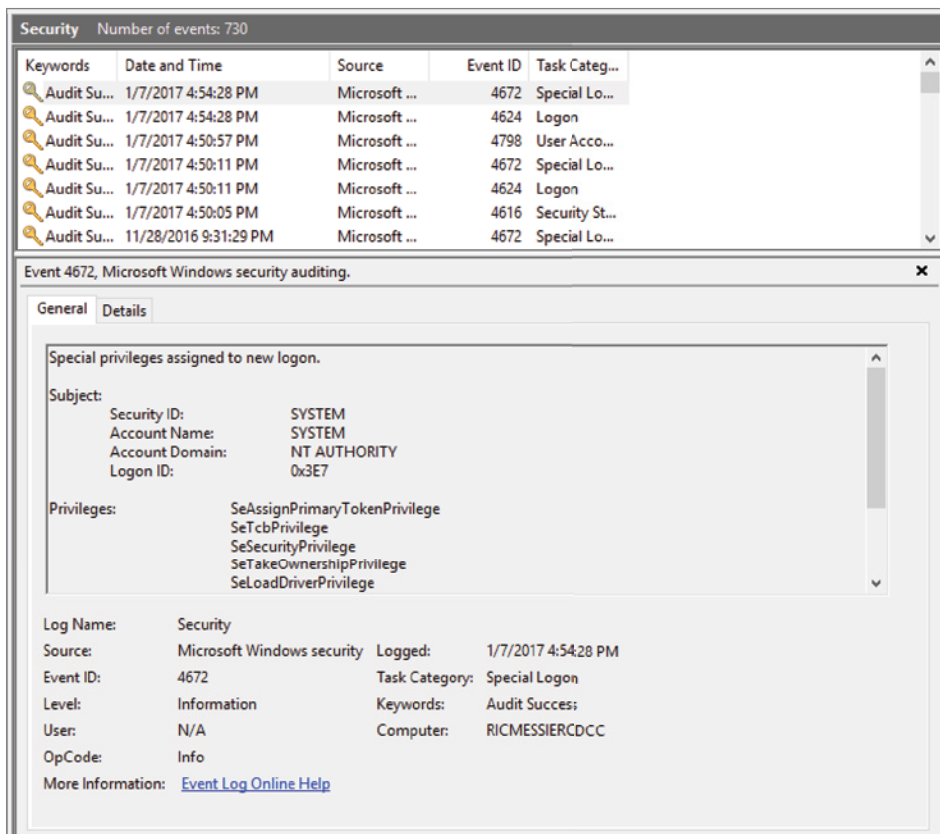 Security Number of events: 730
Keywords Date and Time Source Event ID Task Categ...
Audit Su... 1/7/2017 4:54:28 PM Microsoft ... 4672 Special Lo...
Audit Su... 1/7/2017 4:54:28 PM Microsoft ... 4624 Logon
Audit Su... 1/7/2017 4:50:57 PM Microsoft ... 4798 User Acco...
Audit Su... 1/7/2017 4:50:11 PM Microsoft ... 4672 Special Lo...
Audit Su... 1/7/2017 4:50:11 PM Microsoft ... 4624 Logon
Audit Su... 1/7/2017 4:50:05 PM Microsoft ... 4616 Security St...
Audit Su... 11/28/2016 9:31:29 PM Microsoft ... 4672 Special Lo...
Event 4672, Microsoft Windows security auditing.
General Details
Special privileges assigned to new logon.
Subject:
Security ID: SYSTEM
Account Name: SYSTEM
Account Domain: NT AUTHORITY
Logon ID: 0x3E7
Privileges: SeAssignPrimaryTokenPrivilege
SeTcbPrivilege
SeSecurityPrivilege
SeTakeOwnershipPrivilege
SeLoadDriverPrivilege
Log Name: Security
Source: Microsoft Windows security Logged: 1/7/2017 4:54:28 PM
Event ID: 4672 Task Category: Special Logon
Level: Information Keywords: Audit Success
User: N/A Computer: RICMESSIERCDCC
OpCode: Info
More Information: Event Log Online Help